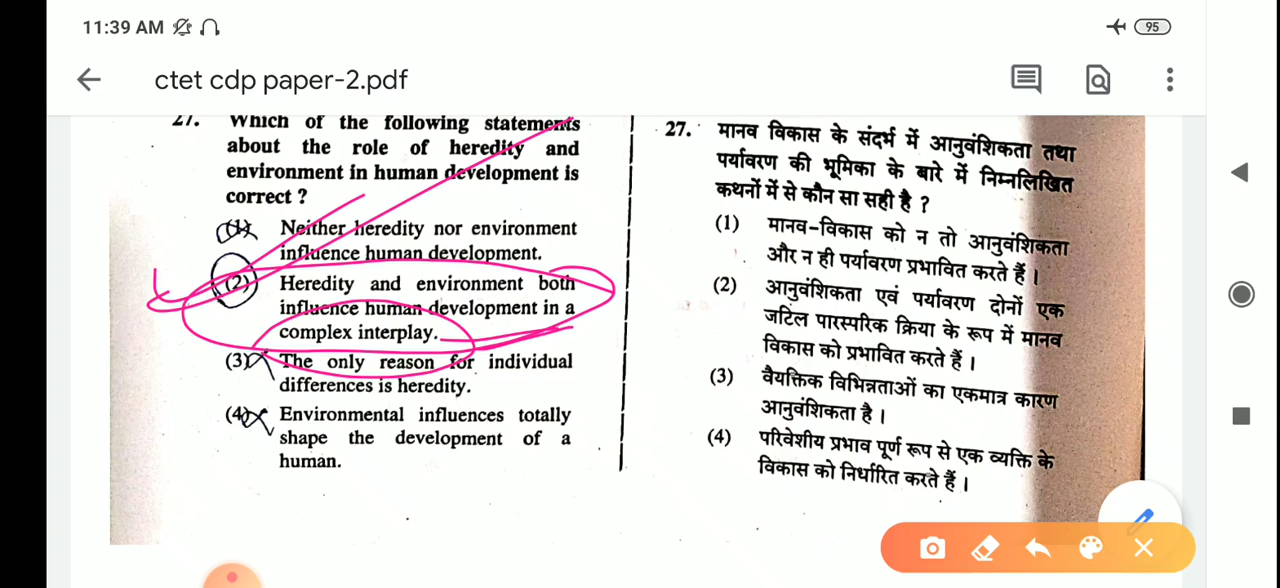 11:39 AM
95
ctet cdp paper-2.pdf
27. Which of the following statements
about the role of heredity and
environment in human development is
correct ?
(1) Neither heredity nor environment
influence human development.
(2) Heredity and environment both
influence human development in a
complex interplay.
(3) The only reason for individual
differences is heredity.
(4) Environmental influences totally
shape the development of a
human.
27. मानव विकास के संदर्भ में आनुवंशिकता तथा
पर्यावरण की भूमिका के बारे में निम्नलिखित
कथनों में से कौन सा सही है ?
(1) मानव-विकास को न तो आनुवंशिकता
और न ही पर्यावरण प्रभावित करते हैं ।
(2) आनुवंशिकता एवं पर्यावरण दोनों एक
जटिल पारस्परिक क्रिया के रूप में मानव
विकास को प्रभावित करते हैं ।
(3) वैयक्तिक विभिन्नताओं का एकमात्र कारण
आनुवंशिकता है ।
(4) परिवेशीय प्रभाव पूर्ण रूप से एक व्यक्ति के
विकास को निर्धारित करते हैं ।